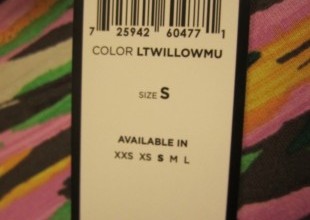 7 25942 60477 1
COLOR LTWILLOWMU
SIZE S
AVAILABLE IN
XXS XS S M L